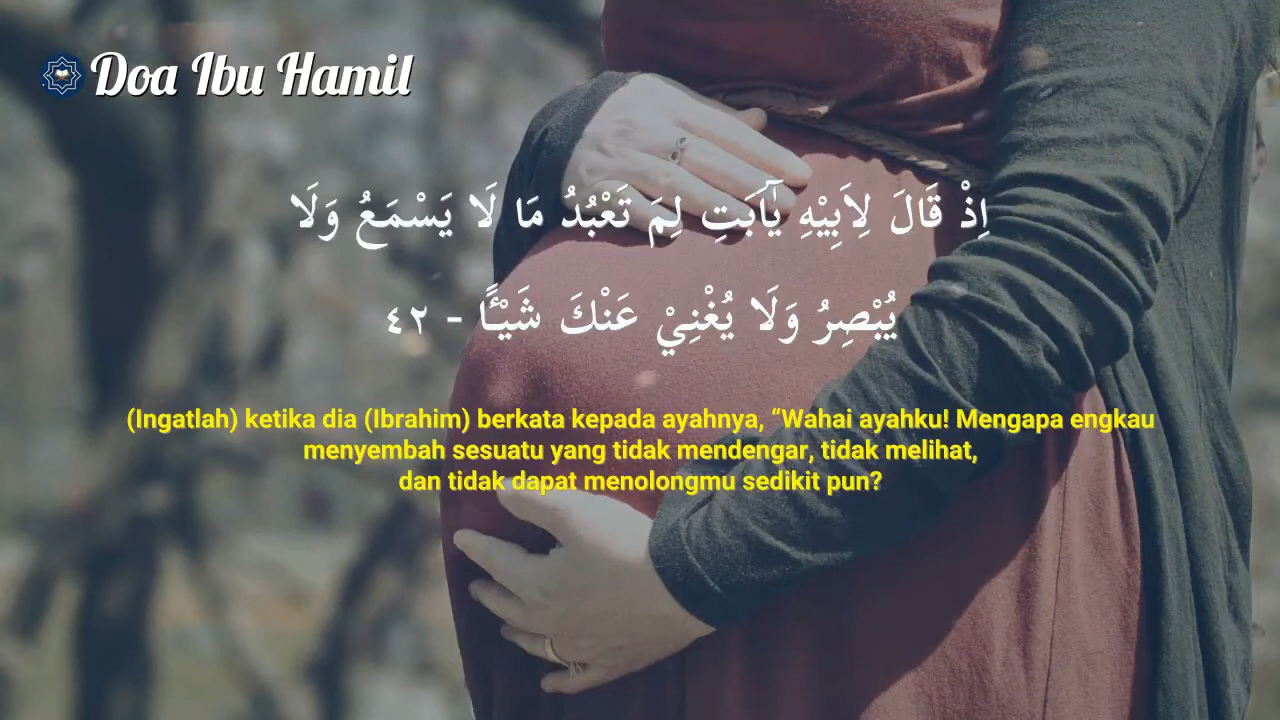 Doa Ibu Hamil
اِذْ قَالَ لِاَبِيْهِ يٰٓاَبَتِ لِمَ تَعْبُدُ مَا لَا يَسْمَعُ وَلَا
يُبْصِرُ وَلَا يُغْنِيْ عَنْكَ شَيْـًٔا - ٤٢
(Ingatlah) ketika dia (Ibrahim) berkata kepada ayahnya, “Wahai ayahku! Mengapa engkau
menyembah sesuatu yang tidak mendengar, tidak melihat,
dan tidak dapat menolongmu sedikit pun?